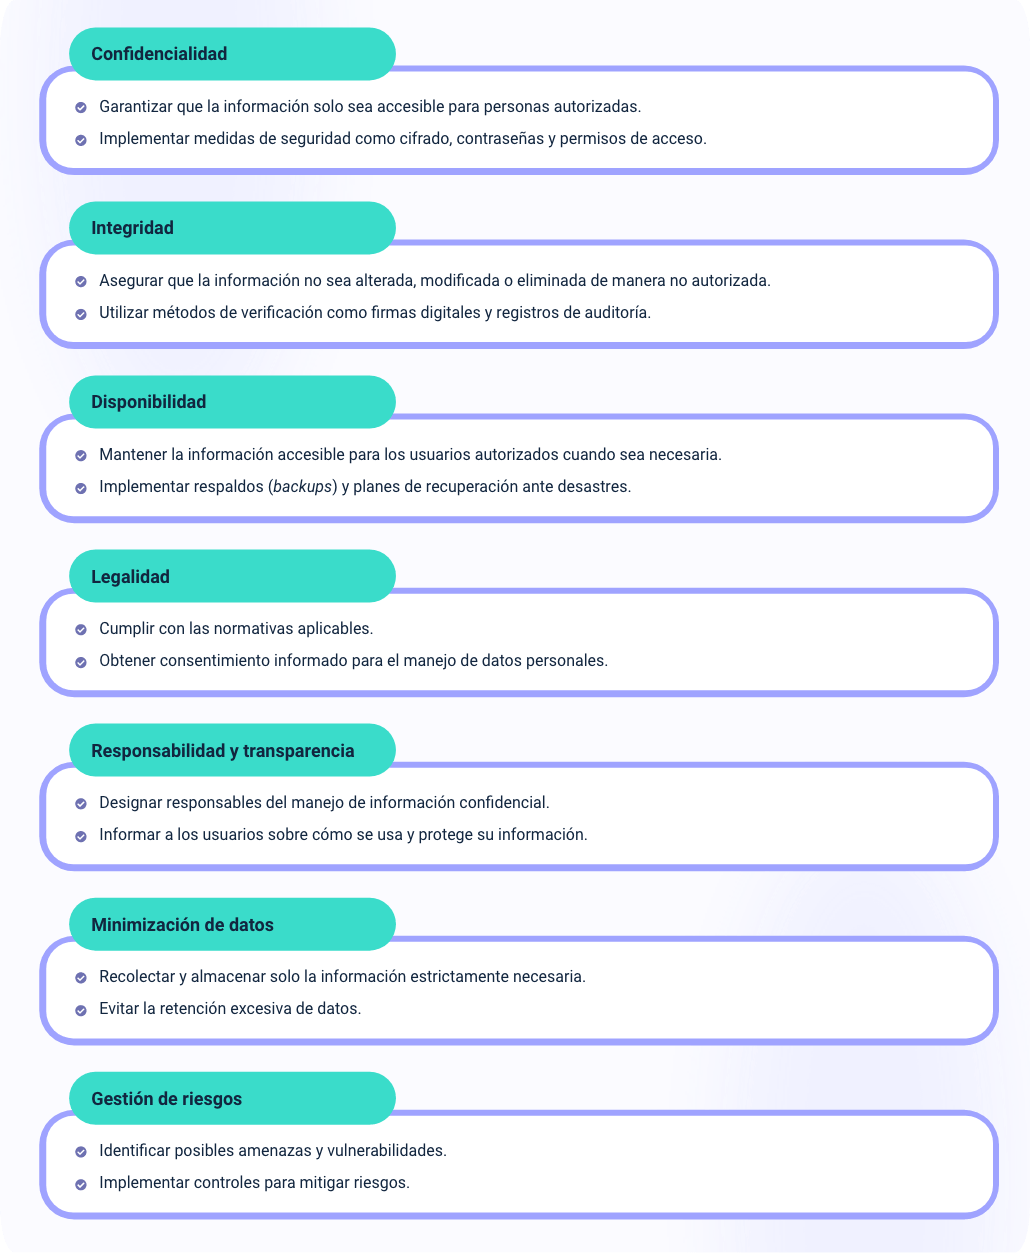 Confidencialidad
Garantizar que la información solo sea accesible para personas autorizadas.
Implementar medidas de seguridad como cifrado, contraseñas y permisos de acceso.
Integridad
Asegurar que la información no sea alterada, modificada o eliminada de manera no autorizada.
Utilizar métodos de verificación como firmas digitales y registros de auditoría.
Disponibilidad
Mantener la información accesible para los usuarios autorizados cuando sea necesaria.
Implementar respaldos (backups) y planes de recuperación ante desastres.
Legalidad
Cumplir con las normativas aplicables.
Obtener consentimiento informado para el manejo de datos personales.
Responsabilidad y transparencia
Designar responsables del manejo de información confidencial.
Informar a los usuarios sobre cómo se usa y protege su información.
Minimización de datos
Recolectar y almacenar solo la información estrictamente necesaria.
Evitar la retención excesiva de datos.
Gestión de riesgos
Identificar posibles amenazas y vulnerabilidades.
Implementar controles para mitigar riesgos.